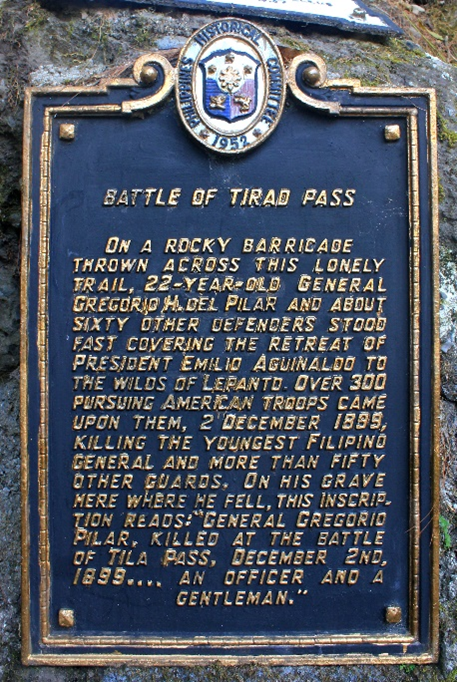 PHILIPPINES HISTORICAL COMMITTEE
1952
BATTLE OF TIRAD PASS
ON A ROCKY BARRICADE
THROWN ACROSS THIS LONELY
TRAIL, 22-YEAR-OLD GENERAL
GREGORIO H. DEL PILAR AND ABOUT
SIXTY OTHER DEFENDERS STOOD
FAST COVERING THE RETREAT OF
PRESIDENT EMILIO AGUINALDO TO
THE WILDS OF LEPANTO. OVER 300
PURSUING AMERICAN TROOPS CAME
UPON THEM, 2 DECEMBER 1899,
KILLING THE YOUNGEST FILIPINO
GENERAL AND MORE THAN FIFTY
OTHER GUARDS. ON HIS GRAVE
HERE WHERE HE FELL, THIS INSCRIP-
TION READS: "GENERAL GREGORIO
PILAR, KILLED AT THE BATTLE
OF TILA PASS, DECEMBER 2ND,
1899.... AN OFFICER AND A
GENTLEMAN."